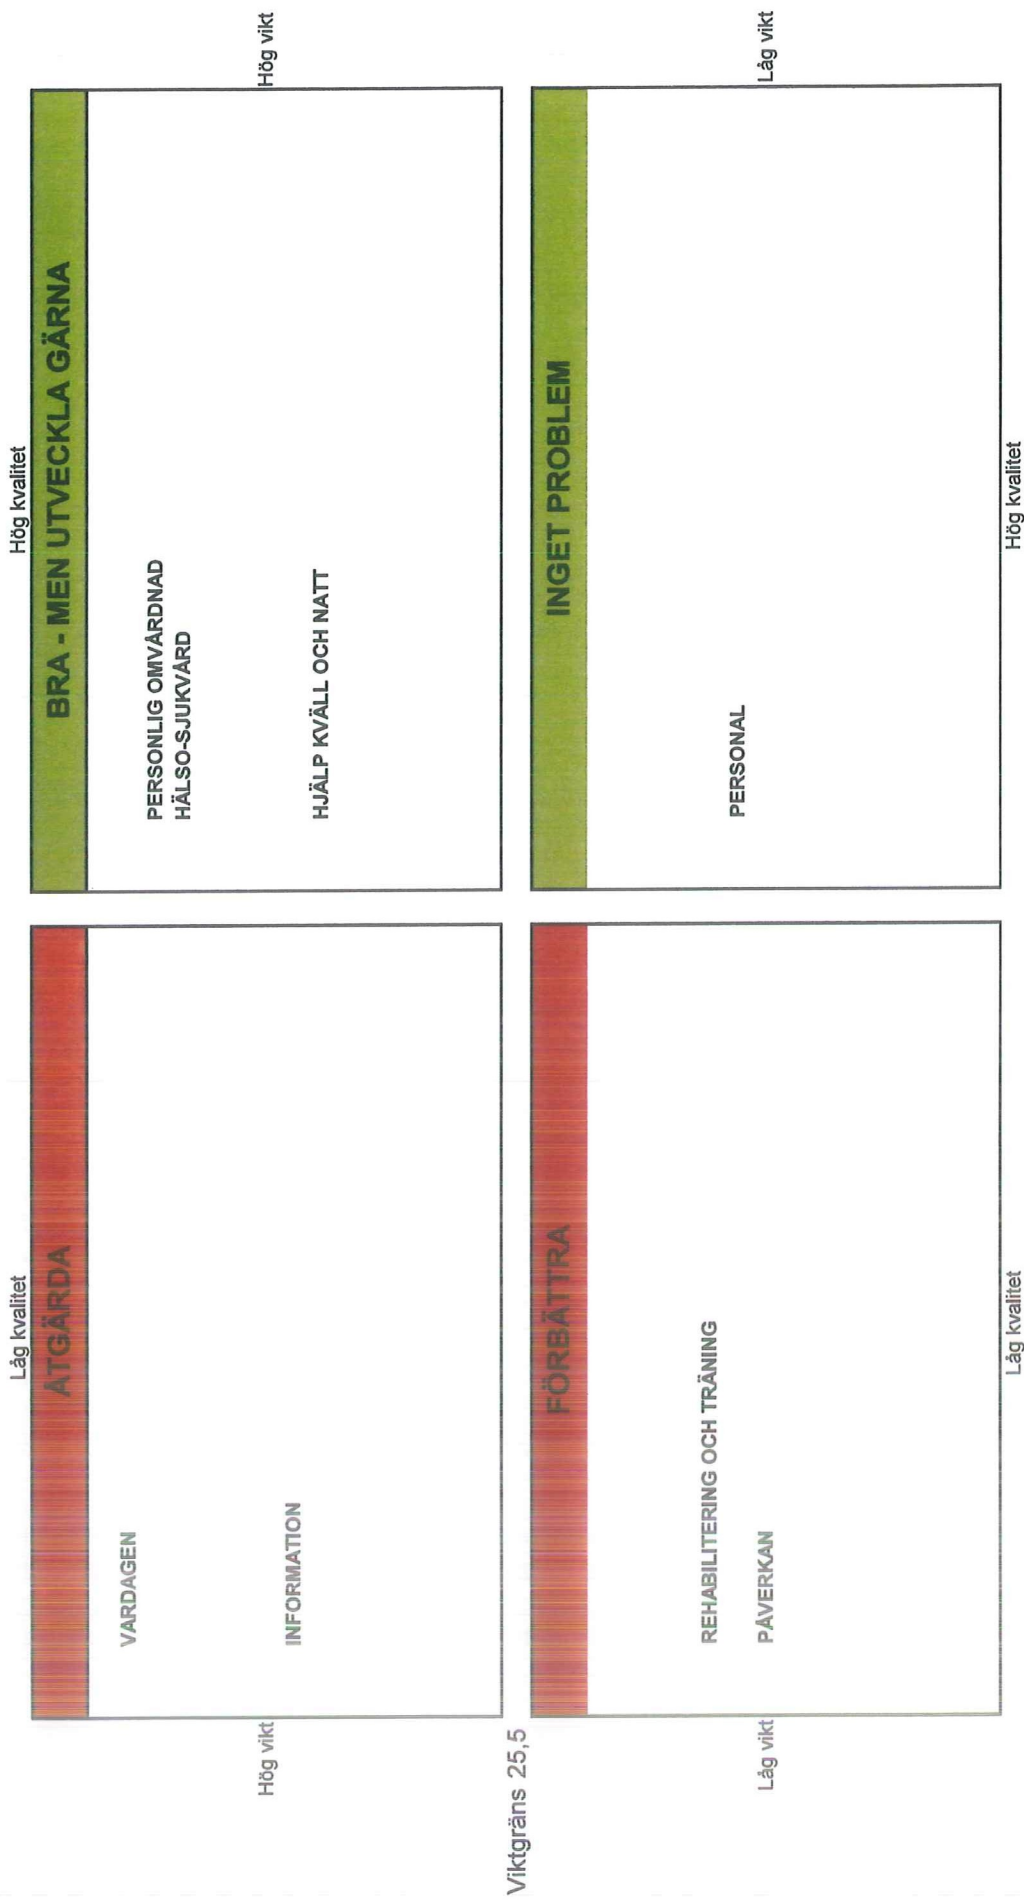 Låg kvalitet
Hög kvalitet
ÅTGÄRDA
BRA - MEN UTVECKLA GÄRNA
VARDAGEN
PERSONLIG OMVÅRDNAD
HÄLSO-SJUKVÅRD
Hög vikt
Hög vikt
INFORMATION
HJÄLP KVÄLL OCH NATT
Viktgräns 25,5
FÖRBÄTTRA
INGET PROBLEM
REHABILITERING OCH TRÄNING
PERSONAL
PÅVERKAN
Låg vikt
Låg vikt
Låg kvalitet
Hög kvalitet